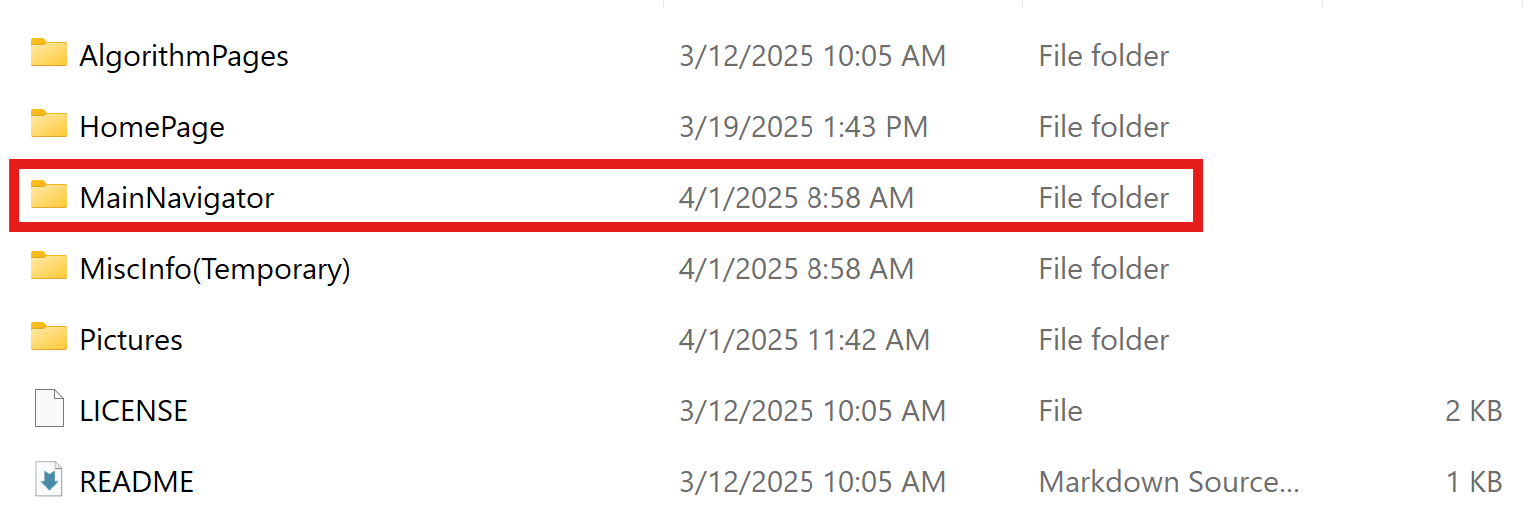 AlgorithmPages 3/12/2025 10:05 AM File folder
HomePage 3/19/2025 1:43 PM File folder
MainNavigator 4/1/2025 8:58 AM File folder
MiscInfo(Temporary) 4/1/2025 8:58 AM File folder
Pictures 4/1/2025 11:42 AM File folder
LICENSE 3/12/2025 10:05 AM File 2 KB
README 3/12/2025 10:05 AM Markdown Source... 1 KB